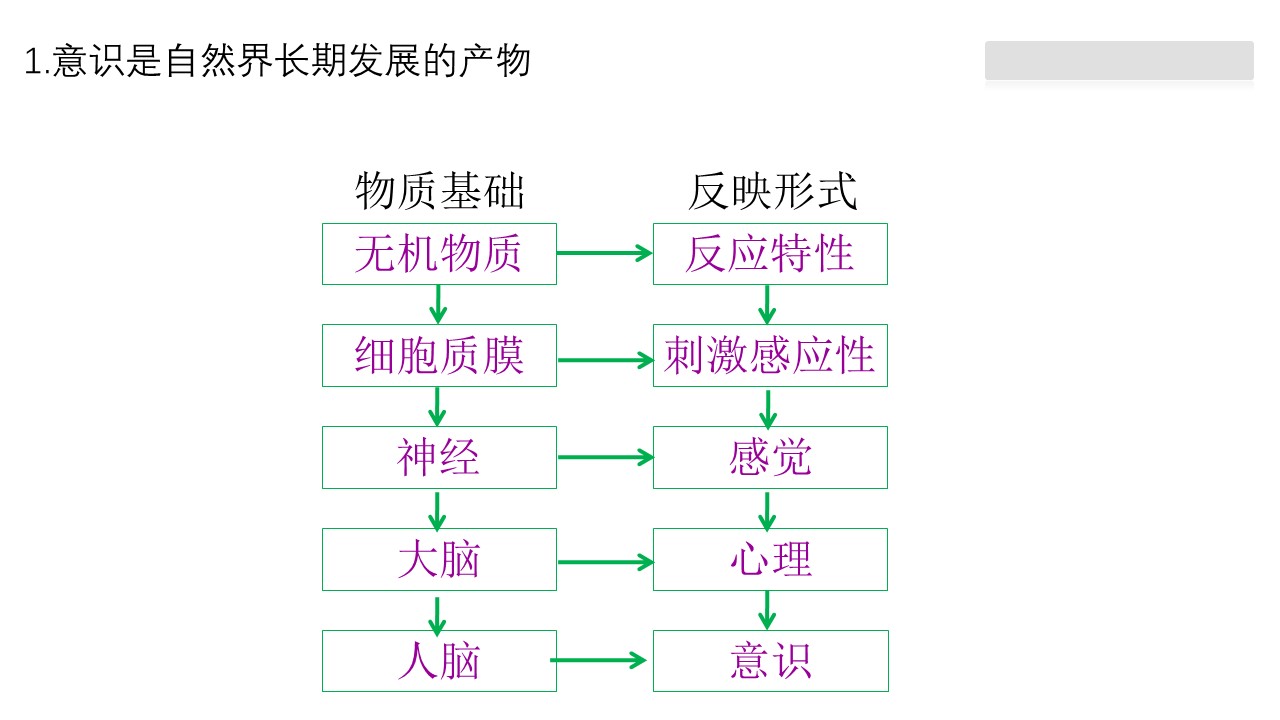 1.意识是自然界长期发展的产物
物质基础 反映形式
无机物质 反应特性
细胞质膜 刺激感应性
神经 感觉
大脑 心理
人脑 意识